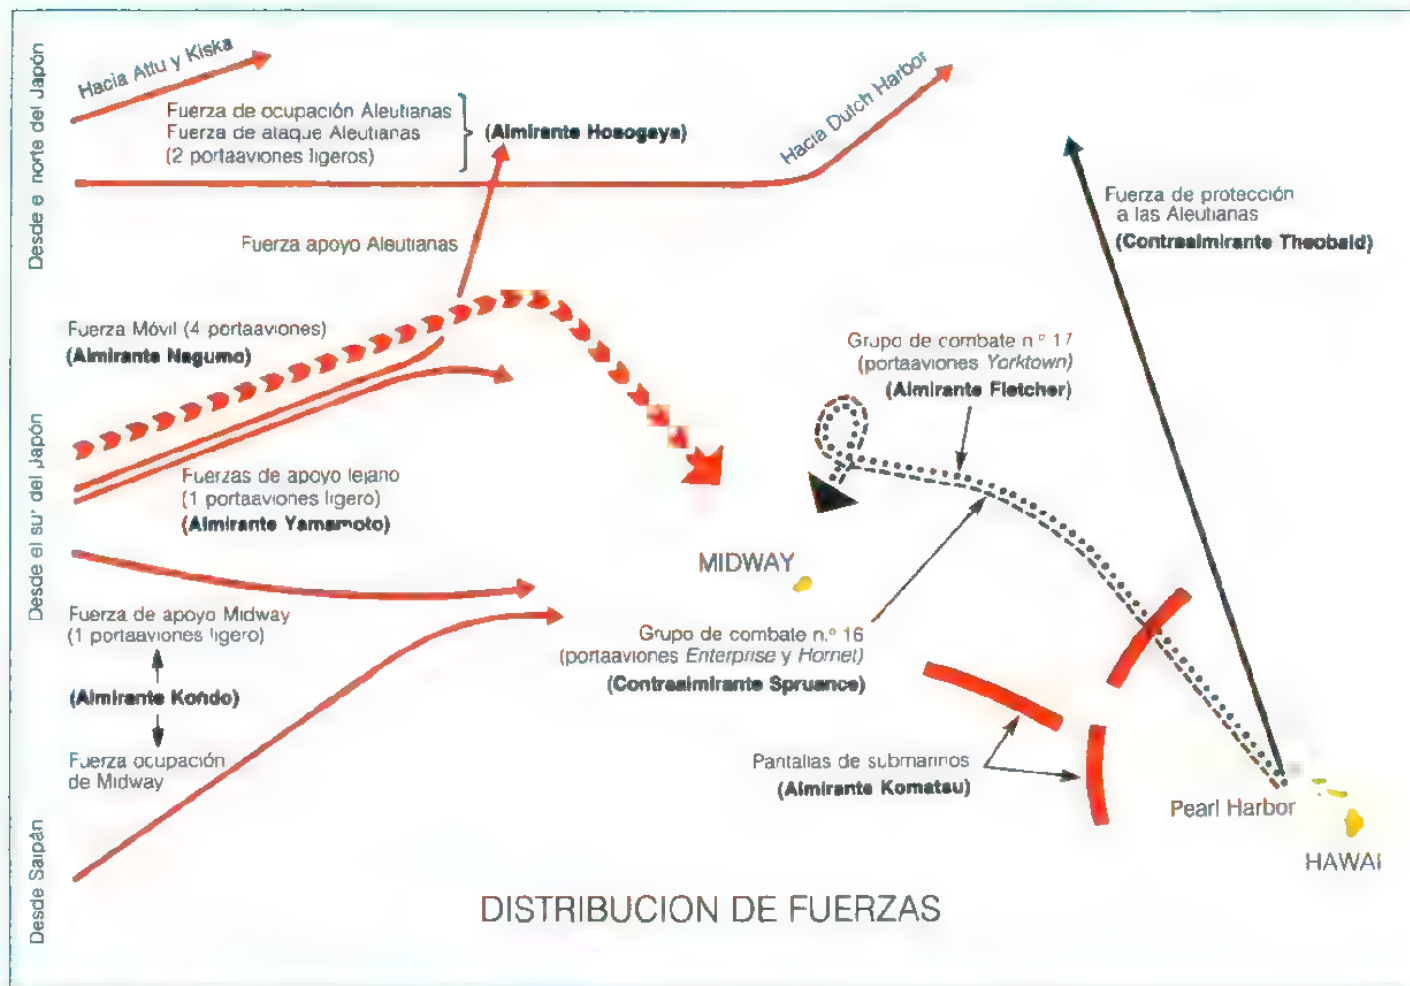 Desde e norte del Japón
Hacia Attu y Kiska
Fuerza de ocupación Aleutianas
Fuerza de ataque Aleutianas
(2 portaaviones ligeros)
(Almirante Hosogaya)
Hacia Dutch Harbor
Fuerza de protección
a las Aleutianas
(Contraalmirante Theobald)
Fuerza apoyo Aleutianas
Fuerza Móvil (4 portaaviones)
(Almirante Nagumo)
Grupo de combate n.º 17
(portaaviones Yorktown)
(Almirante Fletcher)
Desde el sur del Japón
Fuerzas de apoyo lejano
(1 portaaviones ligero)
(Almirante Yamamoto)
MIDWAY
Fuerza de apoyo Midway
(1 portaaviones ligero)
(Almirante Kondo)
Fuerza ocupación
de Midway
Grupo de combate n.º 16
(portaaviones Enterprise y Hornet)
(Contraalmirante Spruance)
Pantallas de submarinos
(Almirante Komatsu)
Pearl Harbor
HAWAI
Desde Saipán
DISTRIBUCION DE FUERZAS